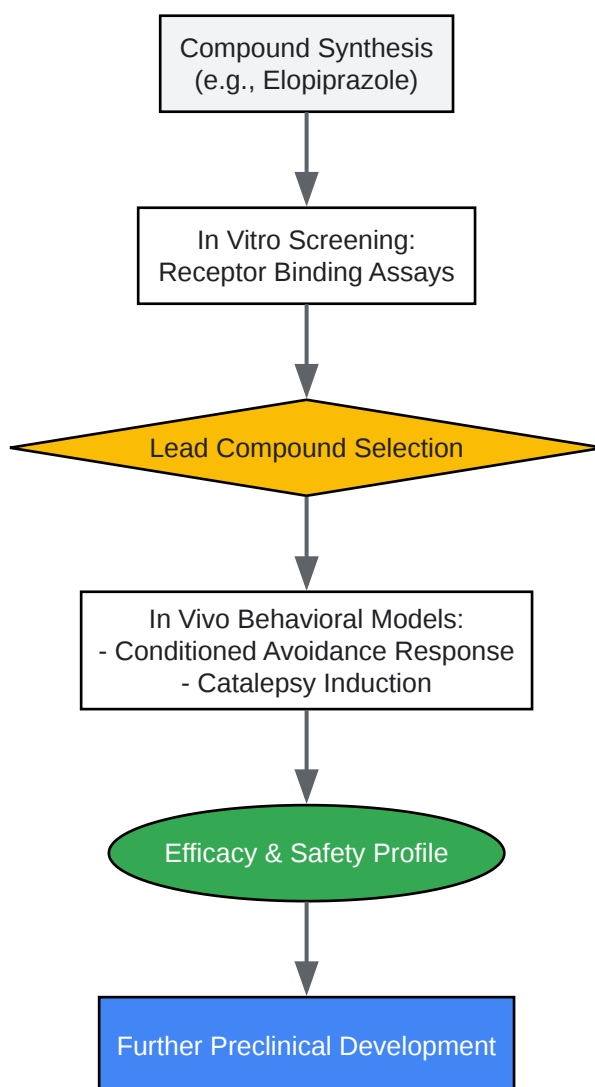 Compound Synthesis
(e.g., Elopiprazole)
In Vitro Screening:
Receptor Binding Assays
Lead Compound Selection
In Vivo Behavioral Models:
- Conditioned Avoidance Response
- Catalepsy Induction
Efficacy & Safety Profile
Further Preclinical Development